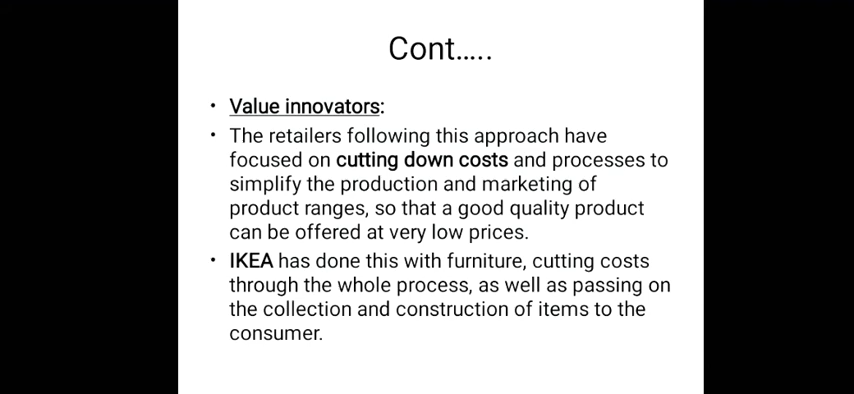 Cont…..
• Value innovators:
• The retailers following this approach have
focused on cutting down costs and processes to
simplify the production and marketing of
product ranges, so that a good quality product
can be offered at very low prices.
• IKEA has done this with furniture, cutting costs
through the whole process, as well as passing on
the collection and construction of items to the
consumer.